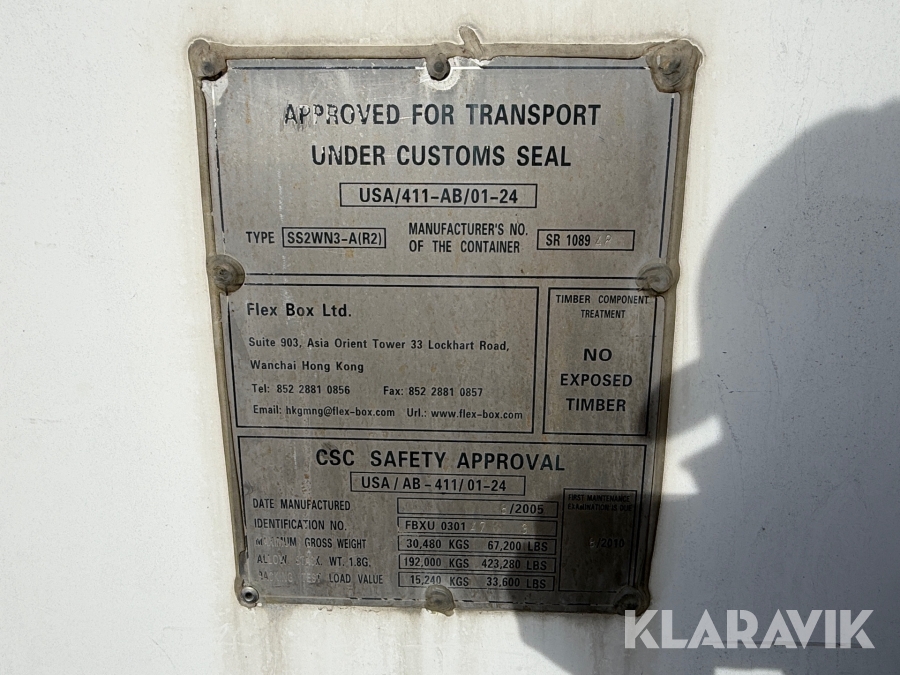 APPROVED FOR TRANSPORT
UNDER CUSTOMS SEAL
USA/411-AB/01-24
TYPE SS2WN3-A(R2) MANUFACTURER'S NO. OF THE CONTAINER SR 1089
Flex Box Ltd.
Suite 903, Asia Orient Tower 33 Lockhart Road,
Wanchai Hong Kong
Tel: 852 2881 0856 Fax: 852 2881 0857
Email: hkgmng@flex-box.com Url.: www.flex-box.com
TIMBER COMPONENT
TREATMENT
NO
EXPOSED
TIMBER
CSC SAFETY APPROVAL
USA/AB-411/01-24
DATE MANUFACTURED /2005
IDENTIFICATION NO. FBXU 0301
GROSS WEIGHT 30,480 KGS 67,200 LBS
WT. 1.8G. 192,000 KGS 423,280 LBS
LOAD VALUE 15,240 KGS 33,600 LBS
FIRST MAINTENANCE
EXAMINATION IS DUE
/2010
KLARAVIK